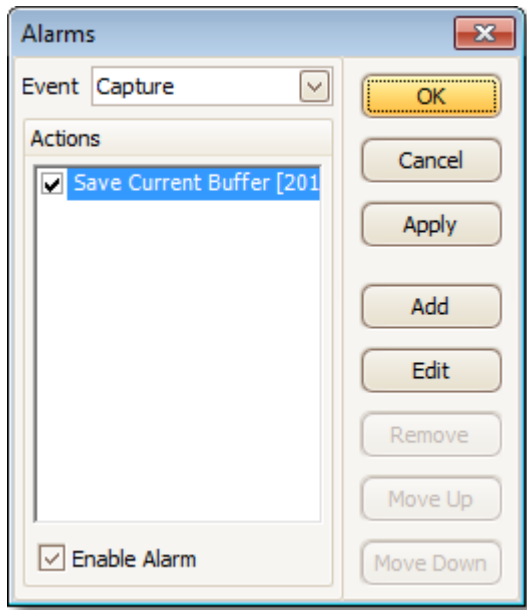 Alarms
Event Capture
Actions
Save Current Buffer [201
Enable Alarm
OK
Cancel
Apply
Add
Edit
Remove
Move Up
Move Down